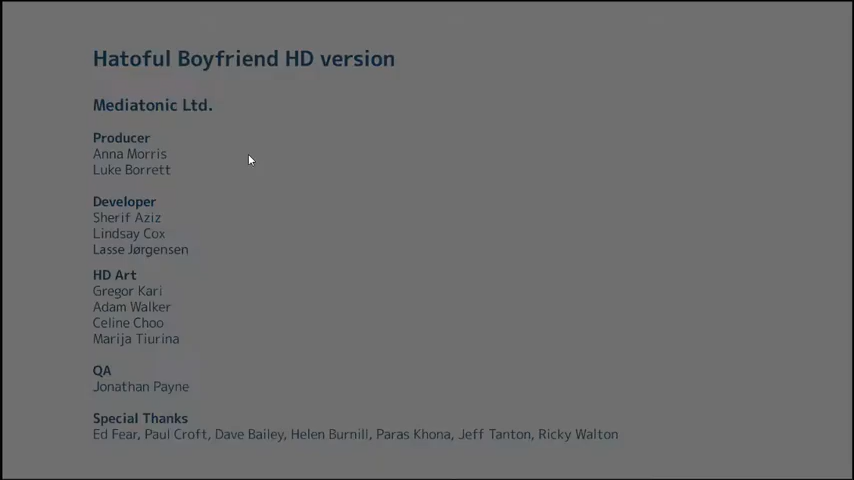 Hatoful Boyfriend HD version
Mediatonic Ltd.
Producer
Anna Morris
Luke Borrett
Developer
Sherif Aziz
Lindsay Cox
Lasse Jørgensen
HD Art
Gregor Kari
Adam Walker
Celine Choo
Marija Tiurina
QA
Jonathan Payne
Special Thanks
Ed Fear, Paul Croft, Dave Bailey, Helen Burnill, Paras Khona, Jeff Tanton, Ricky Walton